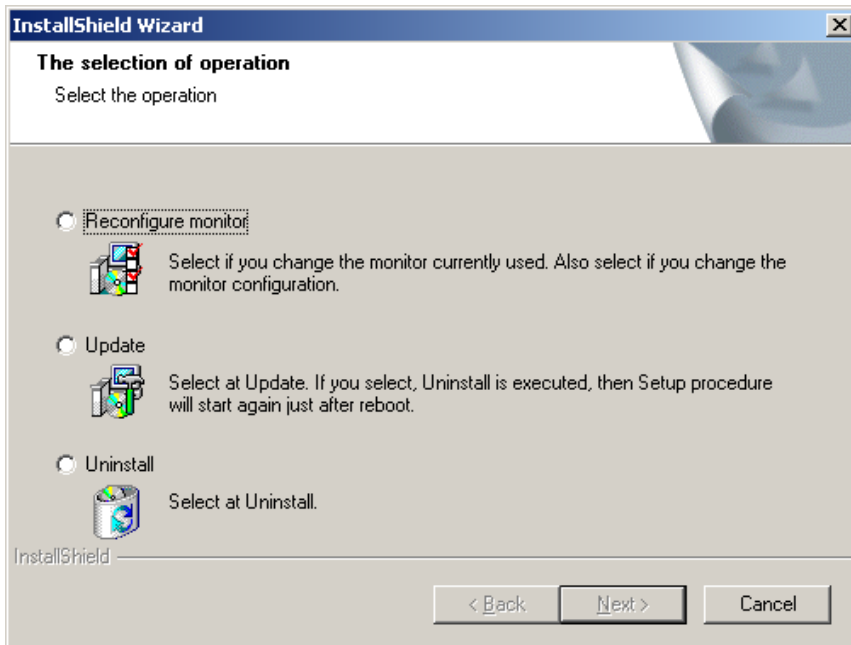 InstallShield Wizard
The selection of operation
Select the operation
Reconfigure monitor
Select if you change the monitor currently used. Also select if you change the
monitor configuration.
Update
Select at Update. If you select, Uninstall is executed, then Setup procedure
will start again just after reboot.
Uninstall
Select at Uninstall.
InstallShield
< Back Next > Cancel